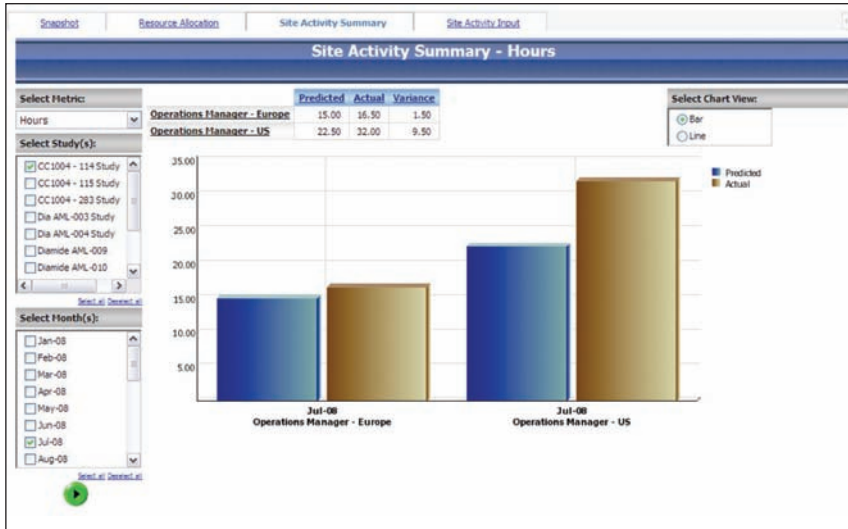 Snapshot
Resource Allocation
Site Activity Summary
Site Activity Input
Site Activity Summary - Hours
Select Metric:
Hours
Select Study(s):
CC1004 - 114 Study
CC1004 - 115 Study
CC1004 - 283 Study
Dia AML-003 Study
Dia AML-004 Study
Diamide AML-009
Diamide AML-010
Select all Deselect all
Select Month(s):
Jan-08
Feb-08
Mar-08
Apr-08
May-08
Jun-08
Jul-08
Aug-08
Select all Deselect all
Predicted Actual Variance
Operations Manager - Europe 15.00 16.50 1.50
Operations Manager - US 22.50 32.00 9.50
Select Chart View:
Bar
Line
35.00
30.00
25.00
20.00
15.00
10.00
5.00
Predicted
Actual
Jul-08
Operations Manager - Europe
Jul-08
Operations Manager - US